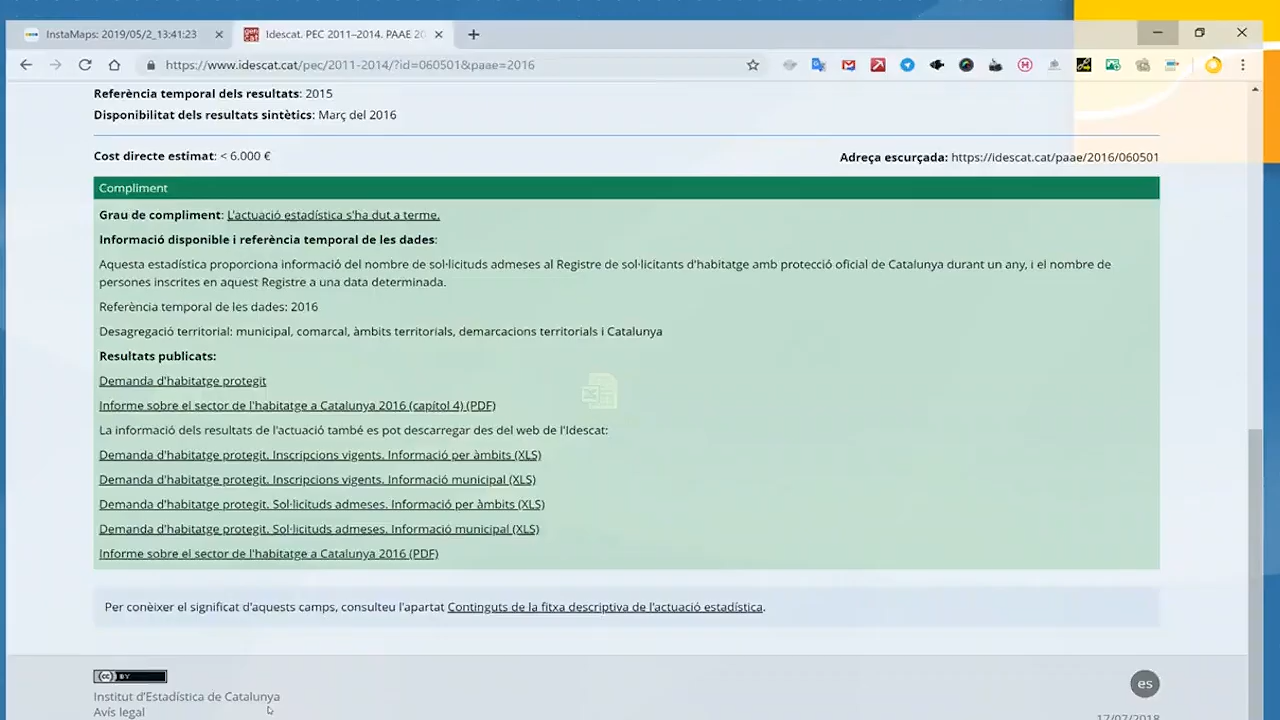 InstaMaps: 2019/05/2_13:41:23
Idescat. PEC 2011–2014. PAAE 20
https://www.idescat.cat/pec/2011-2014/?id=060501&paae=2016
Referència temporal dels resultats: 2015
Disponibilitat dels resultats sintètics: Març del 2016
Cost directe estimat: < 6.000 €
Adreça escurçada: https://idescat.cat/paae/2016/060501
Compliment
Grau de compliment: L'actuació estadística s'ha dut a terme.
Informació disponible i referència temporal de les dades:
Aquesta estadística proporciona informació del nombre de sol·licituds admeses al Registre de sol·licitants d'habitatge amb protecció oficial de Catalunya durant un any, i el nombre de
persones inscrites en aquest Registre a una data determinada.
Referència temporal de les dades: 2016
Desagregació territorial: municipal, comarcal, àmbits territorials, demarcacions territorials i Catalunya
Resultats publicats:
Demanda d'habitatge protegit
Informe sobre el sector de l'habitatge a Catalunya 2016 (capítol 4) (PDF)
La informació dels resultats de l'actuació també es pot descarregar des del web de l'Idescat:
Demanda d'habitatge protegit. Inscripcions vigents. Informació per àmbits (XLS)
Demanda d'habitatge protegit. Inscripcions vigents. Informació municipal (XLS)
Demanda d'habitatge protegit. Sol·licituds admeses. Informació per àmbits (XLS)
Demanda d'habitatge protegit. Sol·licituds admeses. Informació municipal (XLS)
Informe sobre el sector de l'habitatge a Catalunya 2016 (PDF)
Per conèixer el significat d'aquests camps, consulteu l'apartat Continguts de la fitxa descriptiva de l'actuació estadística.
cc BY
Institut d'Estadística de Catalunya
es
Avís legal
17/07/2018